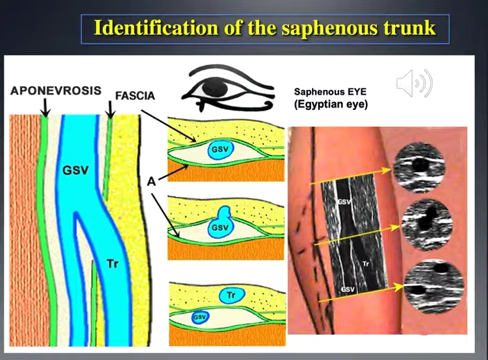 Identification of the saphenous trunk
APONEVROSIS
FASCIA
Saphenous EYE
(Egyptian eye)
GSV
Tr
A
GSV
GSV
Tr
GSV
GSV
Tr
GSV